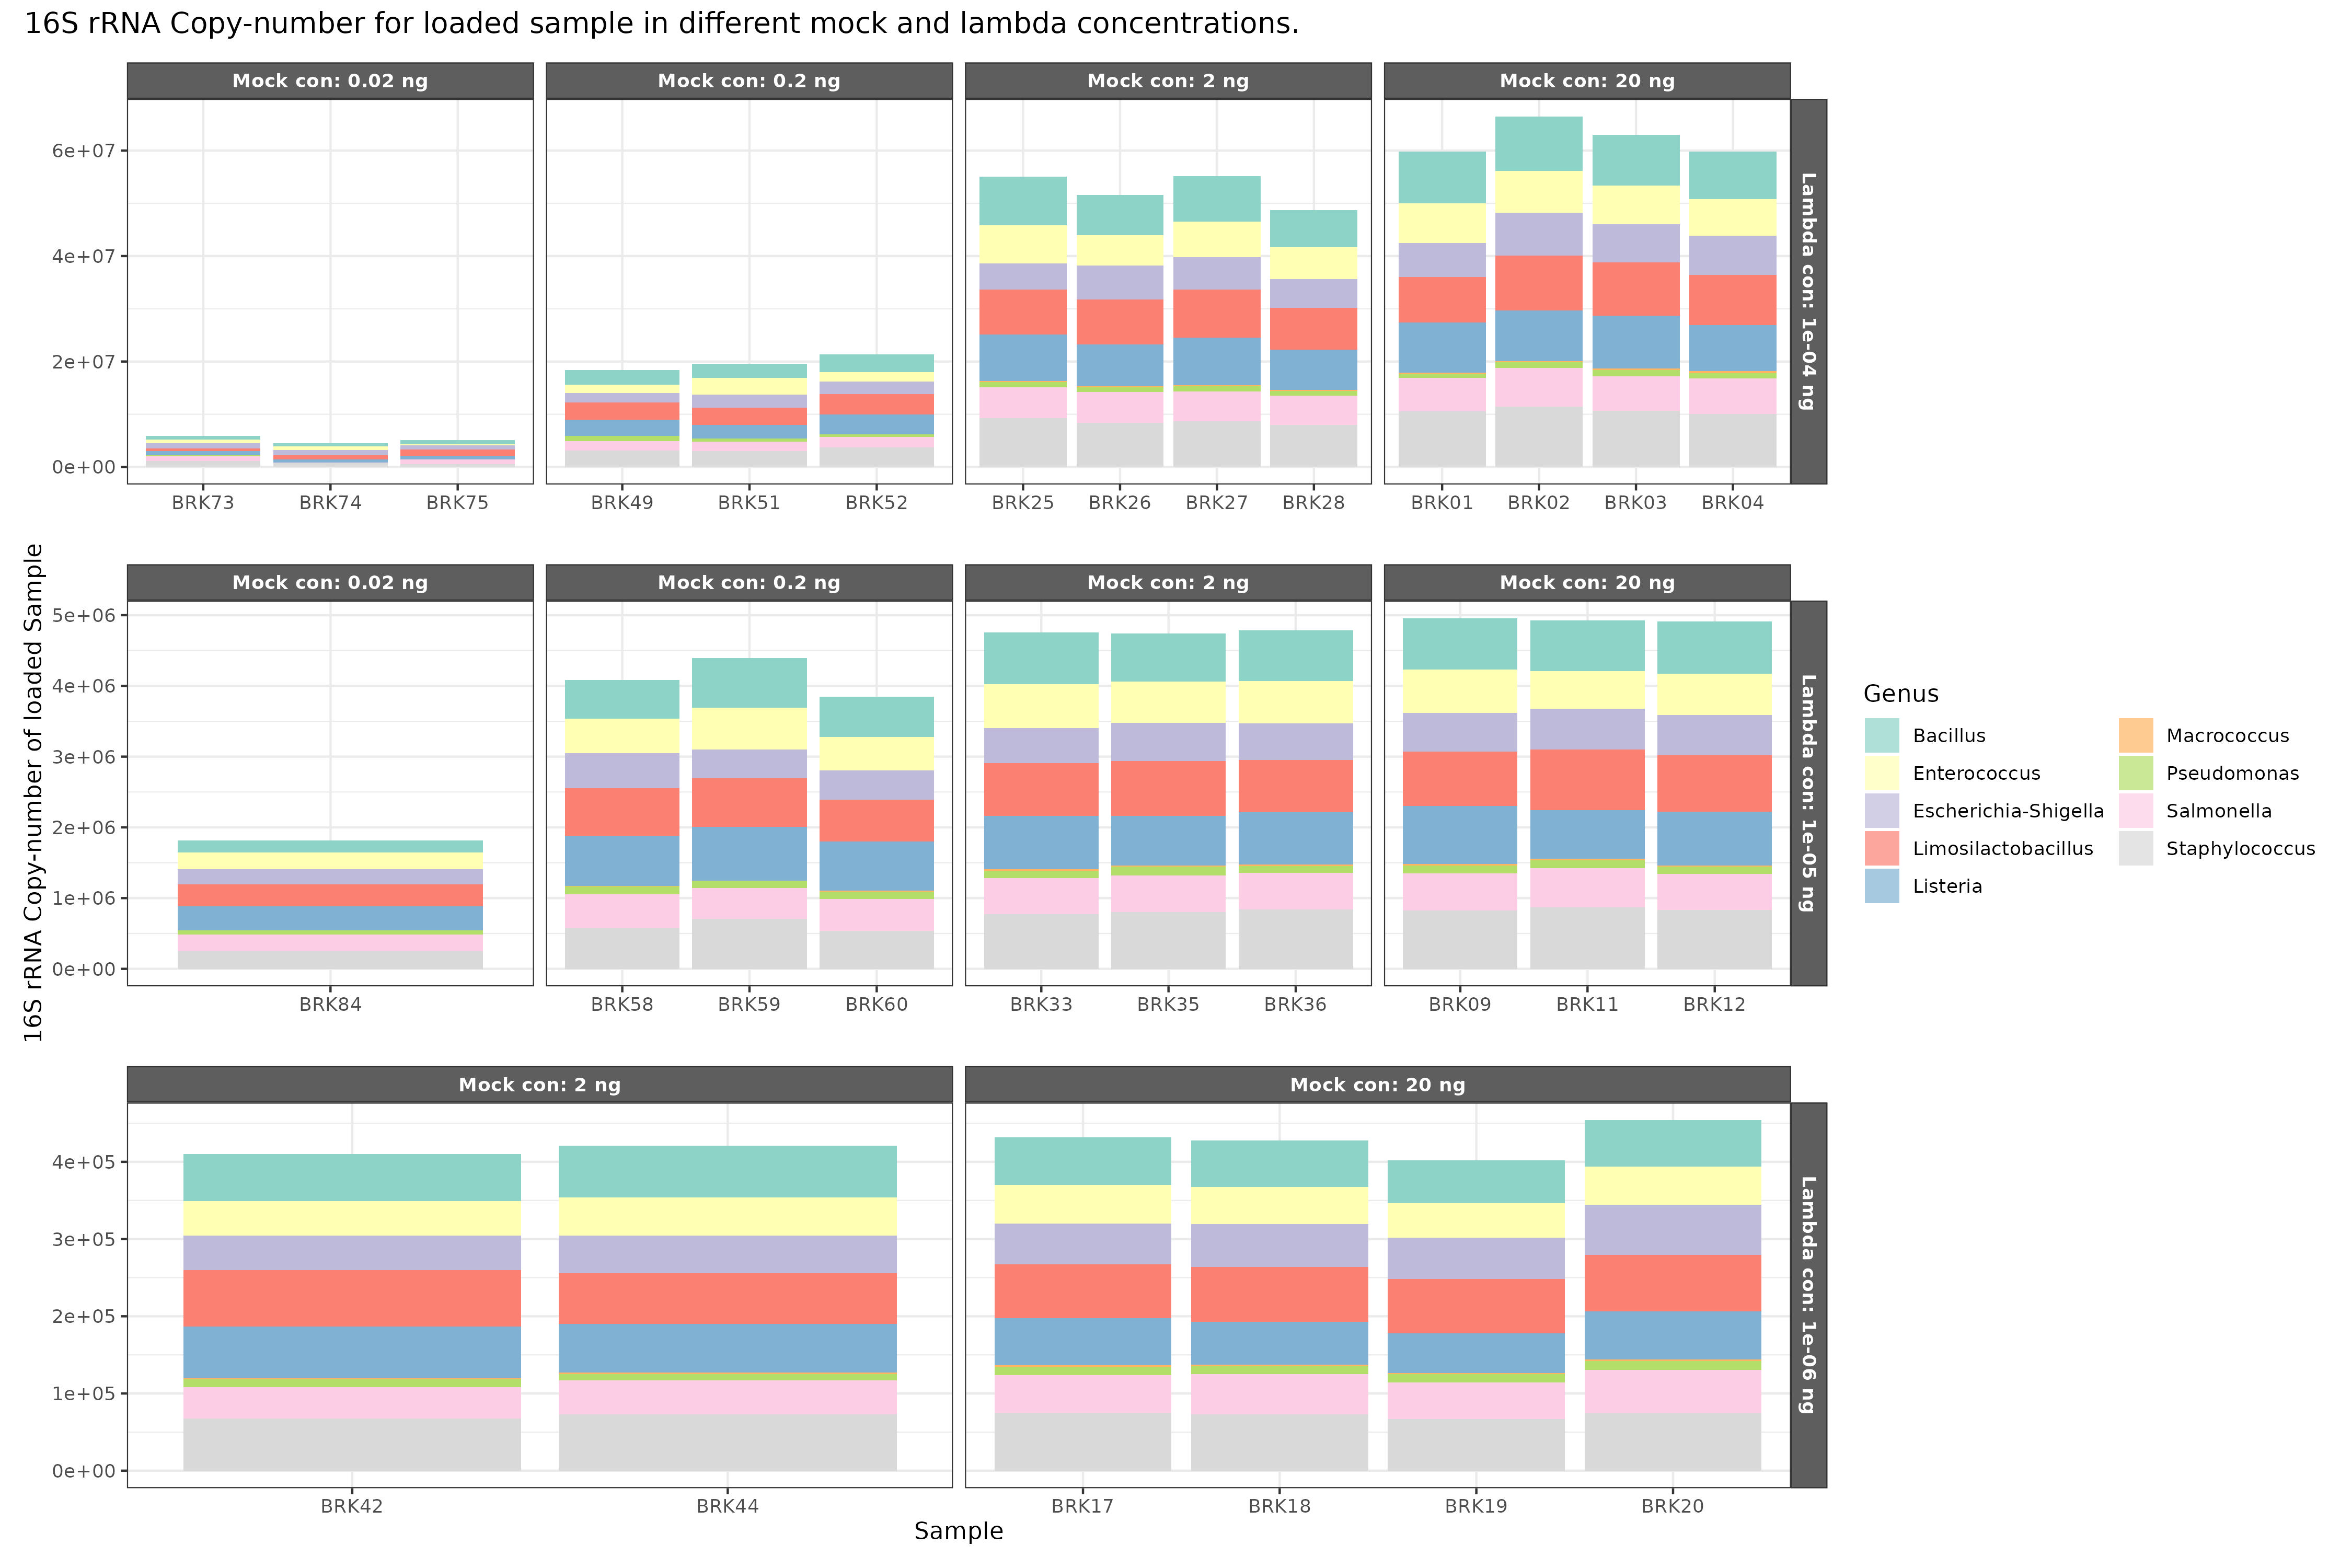 16S rRNA Copy-number for loaded sample in different mock and lambda concentrations.
16S rRNA Copy-number of loaded Sample
Mock con: 0.02 ng
Mock con: 0.2 ng
Mock con: 2 ng
Mock con: 20 ng
6e+07
4e+07
2e+07
0e+00
Lambda con: 1e-04 ng
BRK73 BRK74 BRK75
BRK49 BRK51 BRK52
BRK25 BRK26 BRK27 BRK28
BRK01 BRK02 BRK03 BRK04
Mock con: 0.02 ng
Mock con: 0.2 ng
Mock con: 2 ng
Mock con: 20 ng
5e+06
4e+06
3e+06
2e+06
1e+06
0e+00
Lambda con: 1e-05 ng
BRK84
BRK58 BRK59 BRK60
BRK33 BRK35 BRK36
BRK09 BRK11 BRK12
Mock con: 2 ng
Mock con: 20 ng
4e+05
3e+05
2e+05
1e+05
0e+00
Lambda con: 1e-06 ng
BRK42 BRK44
BRK17 BRK18 BRK19 BRK20
Sample
Genus
Bacillus
Enterococcus
Escherichia-Shigella
Limosilactobacillus
Listeria
Macrococcus
Pseudomonas
Salmonella
Staphylococcus